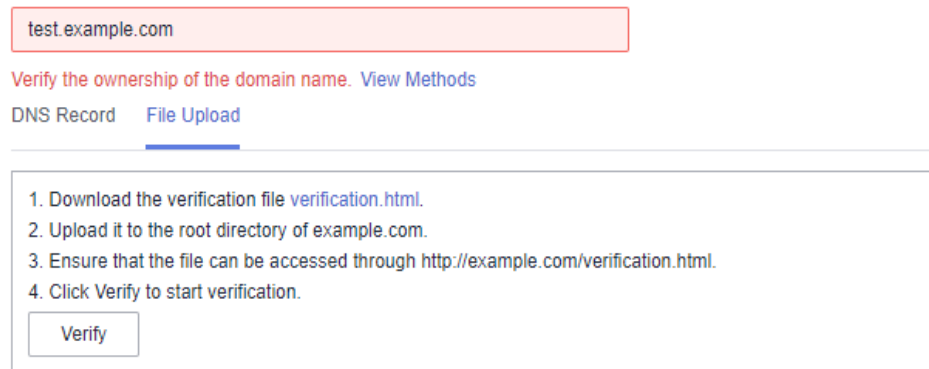 test.example.com
Verify the ownership of the domain name. View Methods
DNS Record File Upload
1. Download the verification file verification.html.
2. Upload it to the root directory of example.com.
3. Ensure that the file can be accessed through http://example.com/verification.html.
4. Click Verify to start verification.
Verify